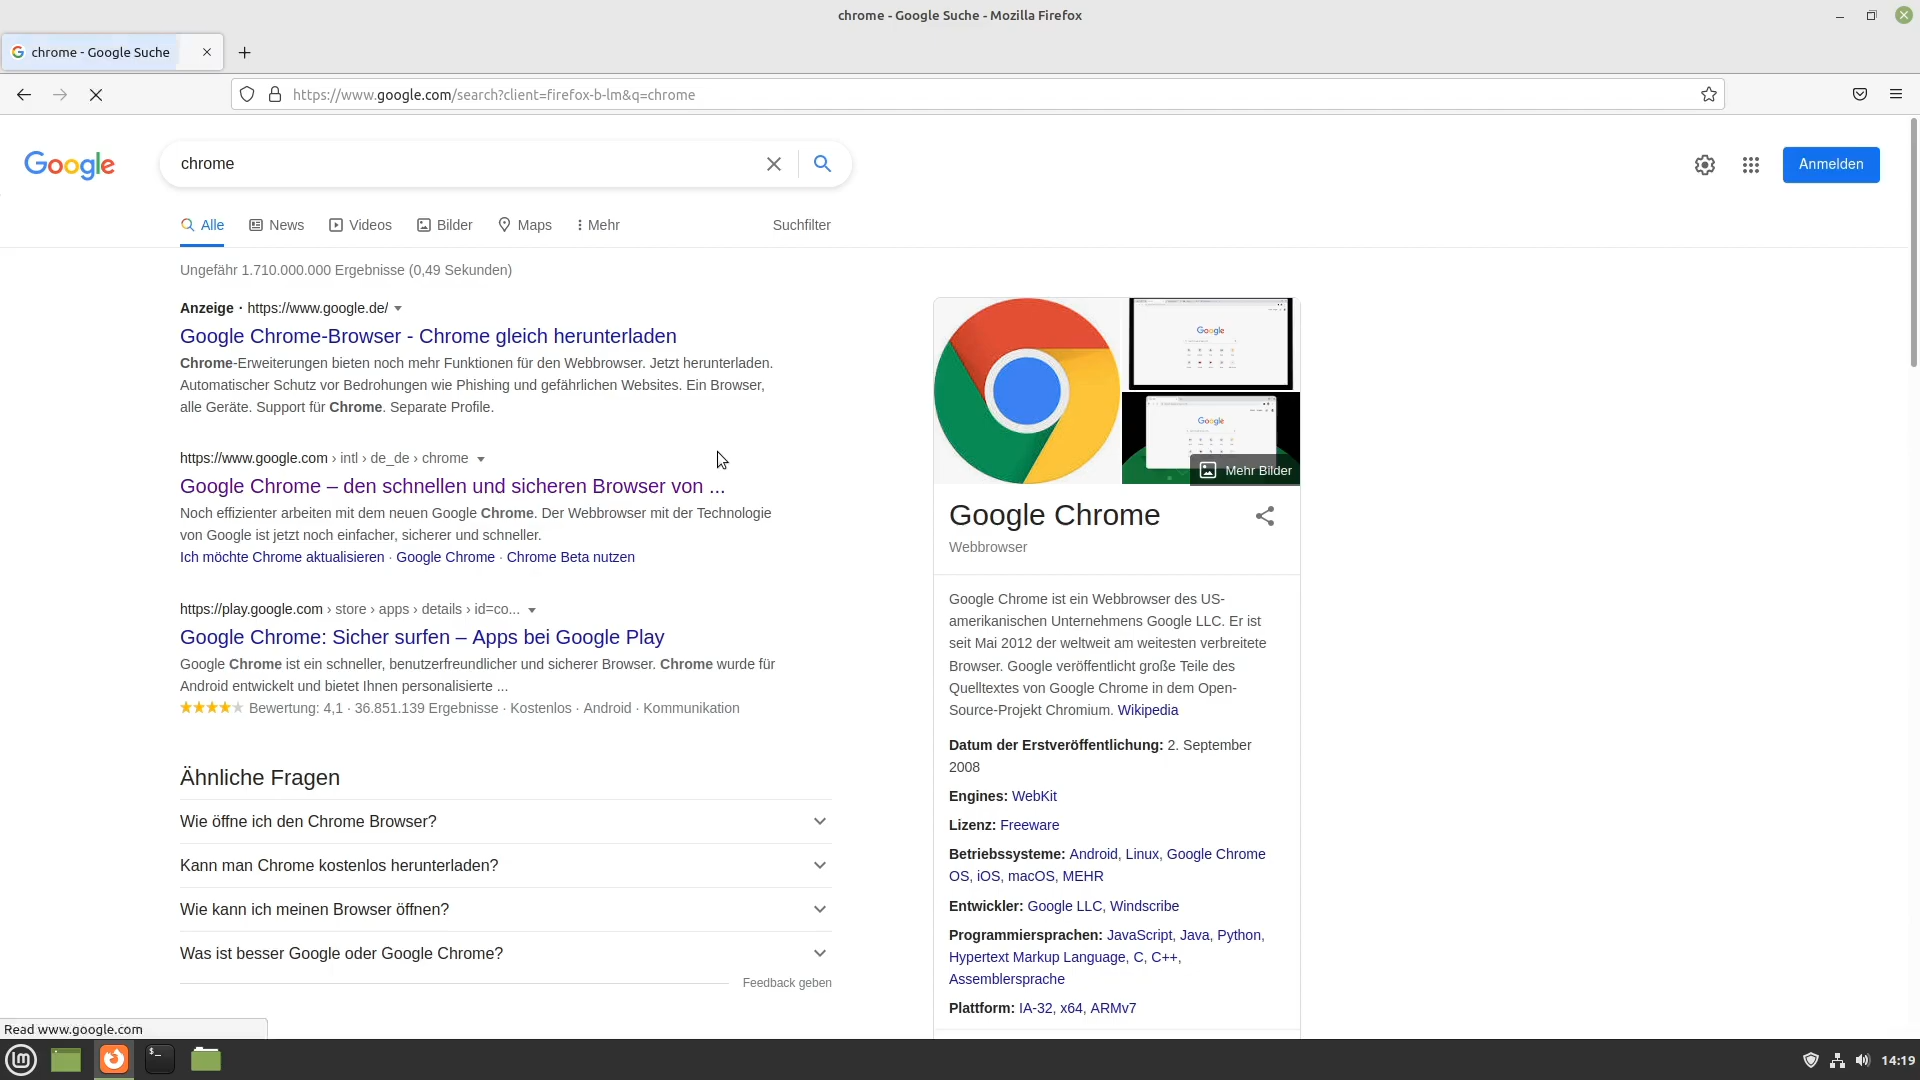 chrome - Google Suche - Mozilla Firefox
chrome - Google Suche
https://www.google.com/search?client=firefox-b-lm&q=chrome
Google
chrome
Anmelden
Alle
News
Videos
Bilder
Maps
Mehr
Suchfilter
Ungefähr 1.710.000.000 Ergebnisse (0,49 Sekunden)
Anzeige · https://www.google.de/
Google Chrome-Browser - Chrome gleich herunterladen
Chrome-Erweiterungen bieten noch mehr Funktionen für den Webbrowser. Jetzt herunterladen.
Automatischer Schutz vor Bedrohungen wie Phishing und gefährlichen Websites. Ein Browser,
alle Geräte. Support für Chrome. Separate Profile.
https://www.google.com › intl › de_de › chrome
Google Chrome – den schnellen und sicheren Browser von ...
Noch effizienter arbeiten mit dem neuen Google Chrome. Der Webbrowser mit der Technologie
von Google ist jetzt noch einfacher, sicherer und schneller.
Ich möchte Chrome aktualisieren · Google Chrome · Chrome Beta nutzen
https://play.google.com › store › apps › details › id=co...
Google Chrome: Sicher surfen – Apps bei Google Play
Google Chrome ist ein schneller, benutzerfreundlicher und sicherer Browser. Chrome wurde für
Android entwickelt und bietet Ihnen personalisierte ...
Bewertung: 4,1 · 36.851.139 Ergebnisse · Kostenlos · Android · Kommunikation
Ähnliche Fragen
Wie öffne ich den Chrome Browser?
Kann man Chrome kostenlos herunterladen?
Wie kann ich meinen Browser öffnen?
Was ist besser Google oder Google Chrome?
Feedback geben
Google
Google
Mehr Bilder
Google Chrome
Webbrowser
Google Chrome ist ein Webbrowser des US-
amerikanischen Unternehmens Google LLC. Er ist
seit Mai 2012 der weltweit am weitesten verbreitete
Browser. Google veröffentlicht große Teile des
Quelltextes von Google Chrome in dem Open-
Source-Projekt Chromium. Wikipedia
Datum der Erstveröffentlichung: 2. September
2008
Engines: WebKit
Lizenz: Freeware
Betriebssysteme: Android, Linux, Google Chrome
OS, iOS, macOS, MEHR
Entwickler: Google LLC, Windscribe
Programmiersprachen: JavaScript, Java, Python,
Hypertext Markup Language, C, C++,
Assemblersprache
Plattform: IA-32, x64, ARMv7
Read www.google.com
14:19